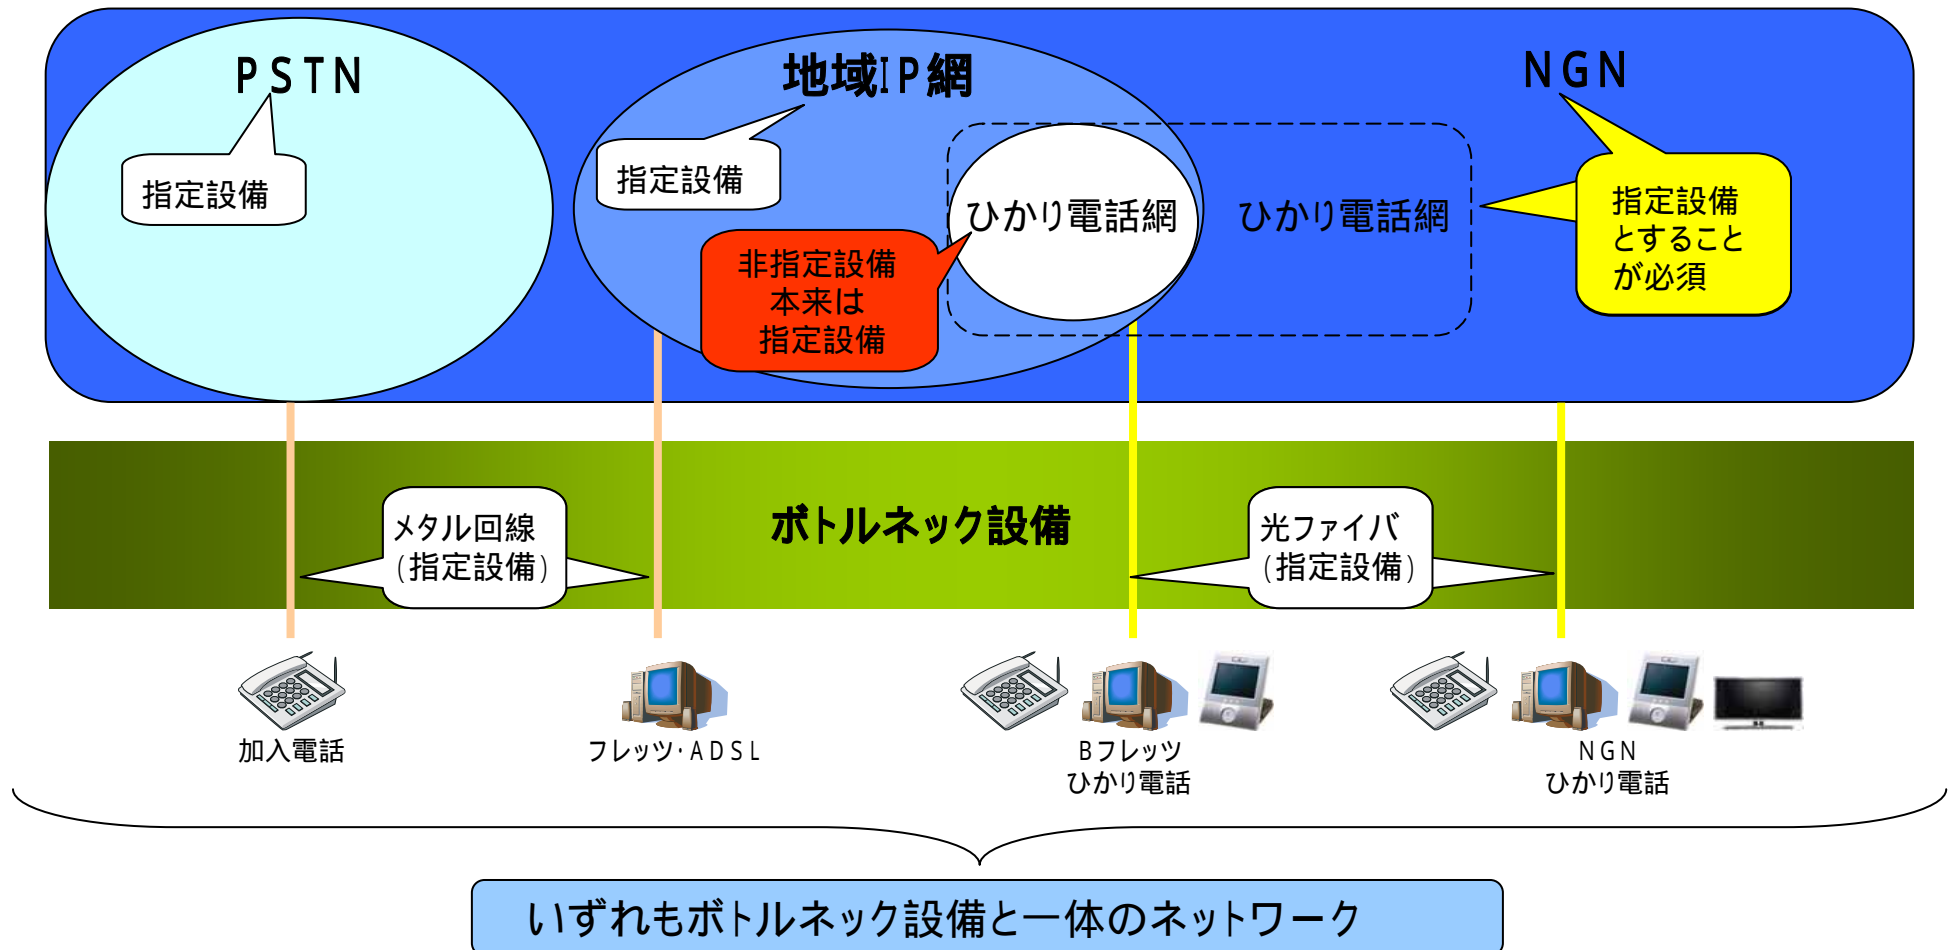 PSTN
地域IP網
NGN
指定設備
指定設備
ひかり電話網
ひかり電話網
指定設備
とすること
が必須
非指定設備
本来は
指定設備
メタル回線
(指定設備)
ボトルネック設備
光ファイバ
(指定設備)
加入電話
フレッツ・ADSL
Bフレッツ
ひかり電話
NGN
ひかり電話
いずれもボトルネック設備と一体のネットワーク